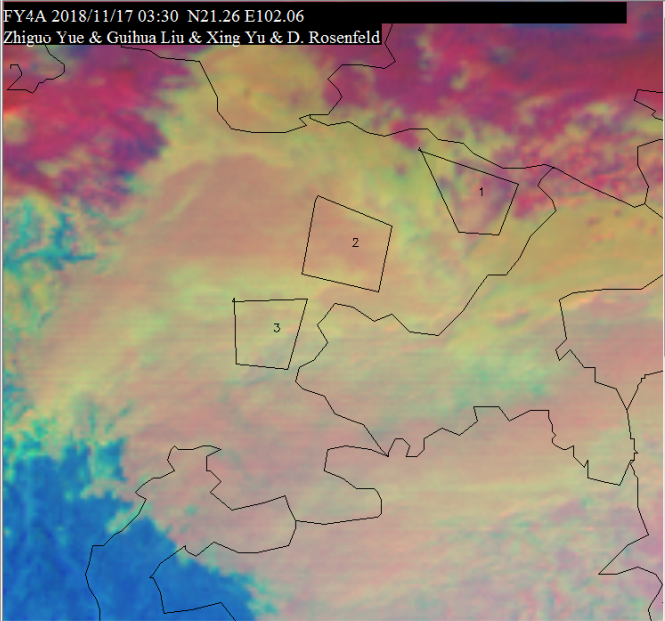 FY4A 2018/11/17 03:30 N21.26 E102.06
Zhiguo Yue & Guihua Liu & Xing Yu & D. Rosenfeld
1
2
3